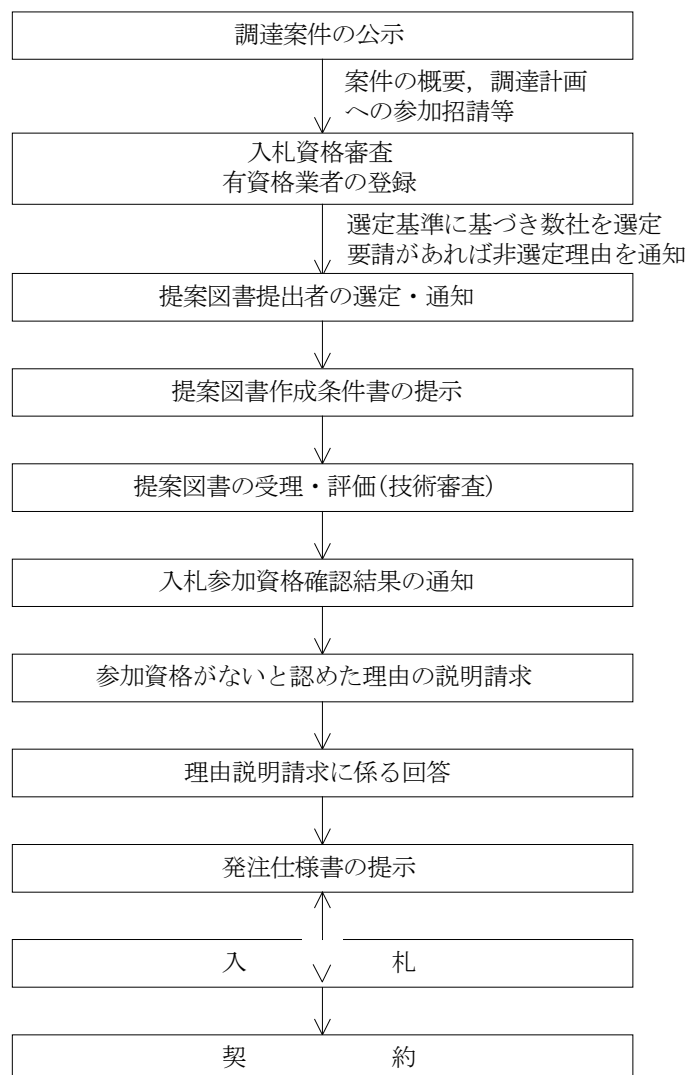 調達案件の公示
案件の概要，調達計画
への参加招請等
入札資格審査
有資格業者の登録
選定基準に基づき数社を選定
要請があれば非選定理由を通知
提案図書提出者の選定・通知
提案図書作成条件書の提示
提案図書の受理・評価(技術審査)
入札参加資格確認結果の通知
参加資格がないと認めた理由の説明請求
理由説明請求に係る回答
発注仕様書の提示
入　　　　　札
契　　　　　約